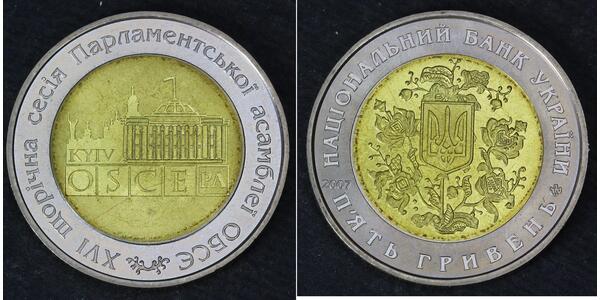 XVI щорічна сесія Парламентської асамблеї ОБСЄ
KYIV
OSCE PA
НАЦІОНАЛЬНИЙ БАНК УКРАЇНИ
2007
П'ЯТЬ ГРИВЕНЬ